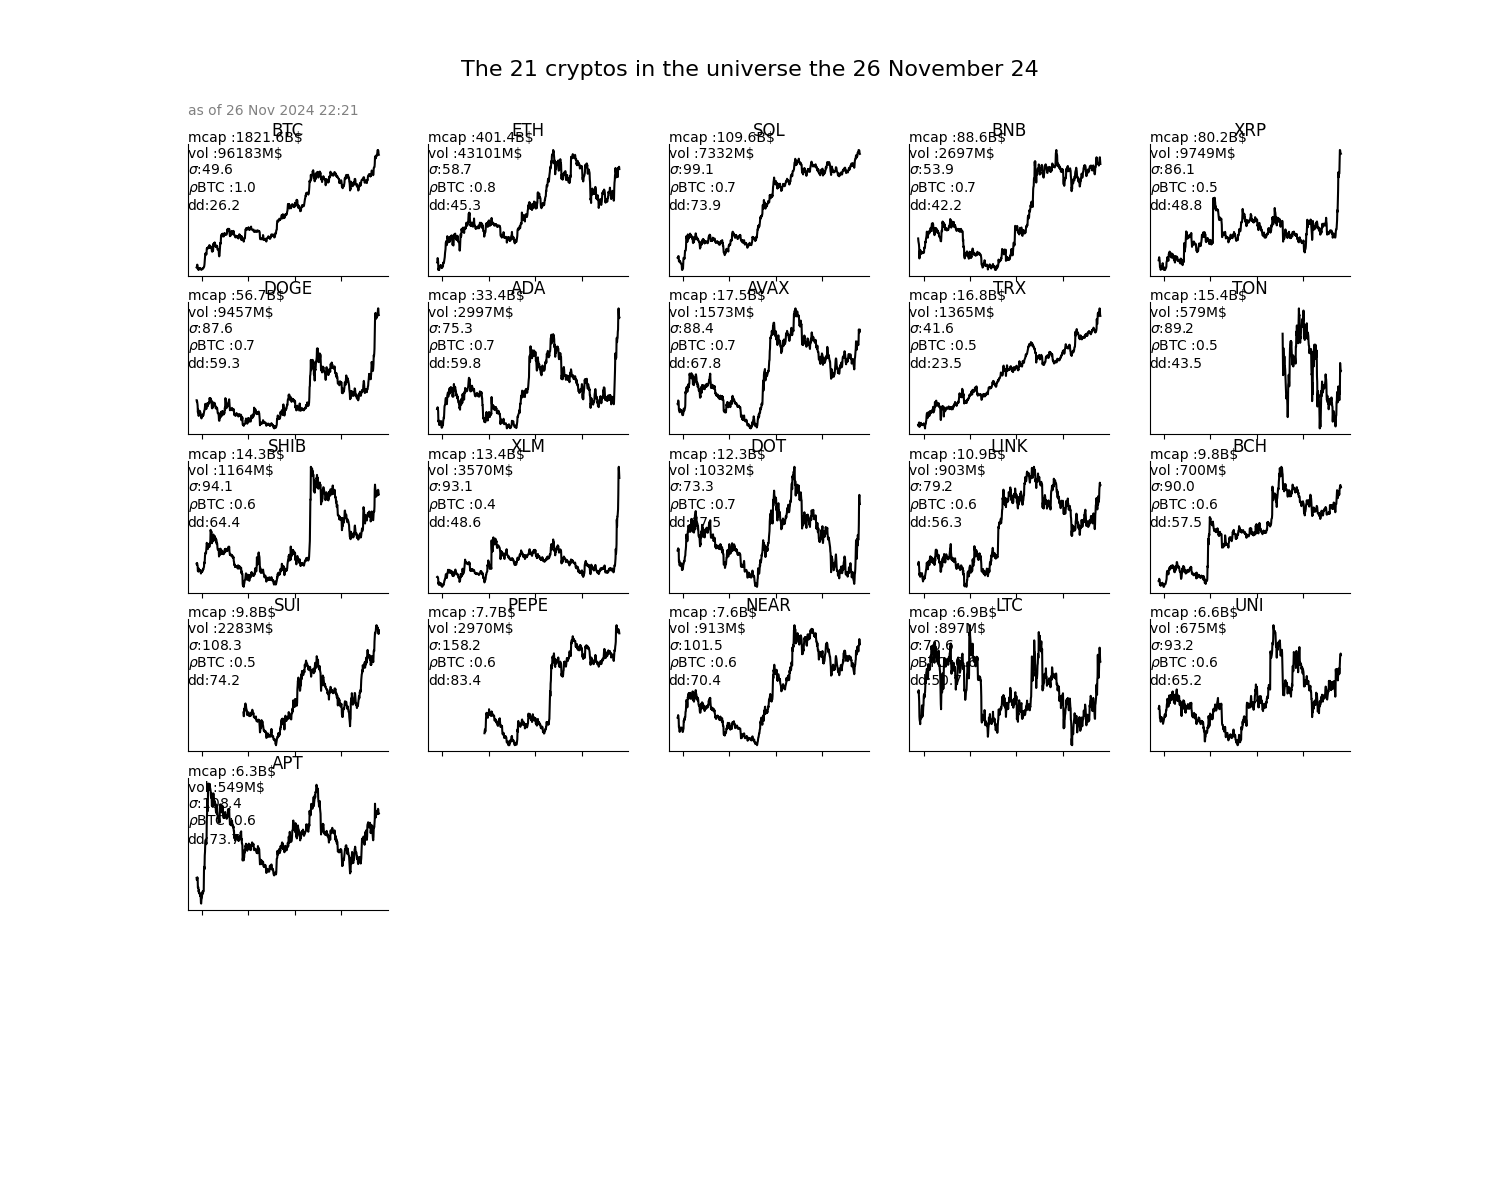 The 21 cryptos in the universe the 26 November 24
as of 26 Nov 2024 22:21
BTC
mcap :1821.6B$
vol :96183M$
σ:49.6
ρBTC :1.0
dd:26.2
ETH
mcap :401.4B$
vol :43101M$
σ:58.7
ρBTC :0.8
dd:45.3
SOL
mcap :109.6B$
vol :7332M$
σ:99.1
ρBTC :0.7
dd:73.9
BNB
mcap :88.6B$
vol :2697M$
σ:53.9
ρBTC :0.7
dd:42.2
XRP
mcap :80.2B$
vol :9749M$
σ:86.1
ρBTC :0.5
dd:48.8
DOGE
mcap :56.7B$
vol :9457M$
σ:87.6
ρBTC :0.7
dd:59.3
ADA
mcap :33.4B$
vol :2997M$
σ:75.3
ρBTC :0.7
dd:59.8
AVAX
mcap :17.5B$
vol :1573M$
σ:88.4
ρBTC :0.7
dd:67.8
TRX
mcap :16.8B$
vol :1365M$
σ:41.6
ρBTC :0.5
dd:23.5
TON
mcap :15.4B$
vol :579M$
σ:89.2
ρBTC :0.5
dd:43.5
SHIB
mcap :14.3B$
vol :1164M$
σ:94.1
ρBTC :0.6
dd:64.4
XLM
mcap :13.4B$
vol :3570M$
σ:93.1
ρBTC :0.4
dd:48.6
DOT
mcap :12.3B$
vol :1032M$
σ:73.3
ρBTC :0.7
LINK
mcap :10.9B$
vol :903M$
σ:79.2
ρBTC :0.6
dd:56.3
BCH
mcap :9.8B$
vol :700M$
σ:90.0
ρBTC :0.6
dd:57.5
SUI
mcap :9.8B$
vol :2283M$
σ:108.3
ρBTC :0.5
dd:74.2
PEPE
mcap :7.7B$
vol :2970M$
σ:158.2
ρBTC :0.6
dd:83.4
NEAR
mcap :7.6B$
vol :913M$
σ:101.5
ρBTC :0.6
dd:70.4
LTC
mcap :6.9B$
vol :897M$
σ:70.6
dd:50.7
UNI
mcap :6.6B$
vol :675M$
σ:93.2
ρBTC :0.6
dd:65.2
APT
mcap :6.3B$
vol :549M$
σ:108.4
ρBTC :0.6